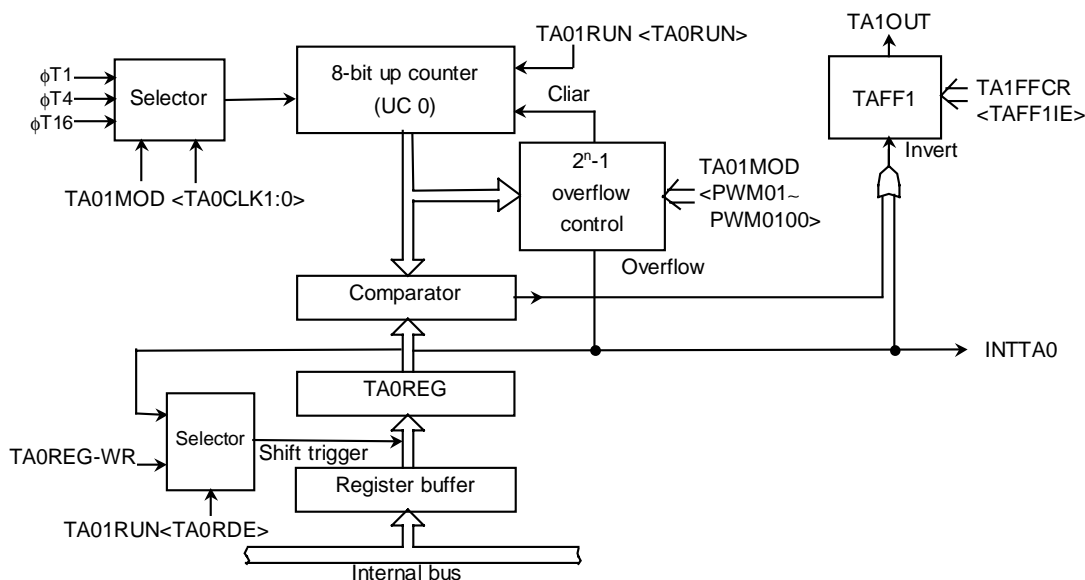 TA1OUT
TA01RUN <TA0RUN>
8-bit up counter
(UC 0)
ϕT1
ϕT4
ϕT16
Selector
TAFF1
TA1FFCR
<TAFF1IE>
Cliar
Invert
TA01MOD <TA0CLK1:0>
2ⁿ-1
overflow
control
TA01MOD
<PWM01~
PWM0100>
Overflow
Comparator
INTTA0
TA0REG
Selector
TA0REG-WR
Shift trigger
Register buffer
TA01RUN<TA0RDE>
Internal bus